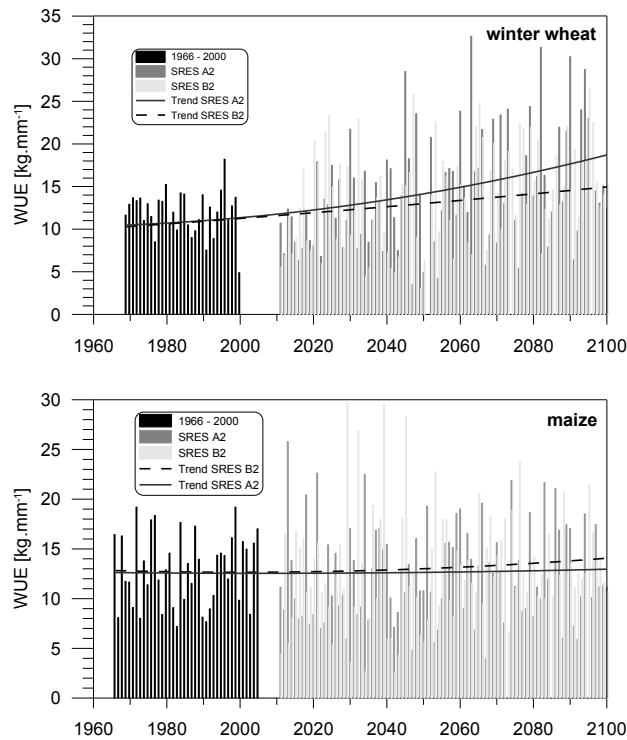 35
30
25
20
15
10
5
0
WUE [kg.mm⁻¹]
winter wheat
1966 - 2000
SRES A2
SRES B2
Trend SRES A2
Trend SRES B2
1960 1980 2000 2020 2040 2060 2080 2100
30
25
20
15
10
5
0
WUE [kg.mm⁻¹]
maize
1966 - 2000
SRES A2
SRES B2
Trend SRES B2
Trend SRES A2
1960 1980 2000 2020 2040 2060 2080 2100